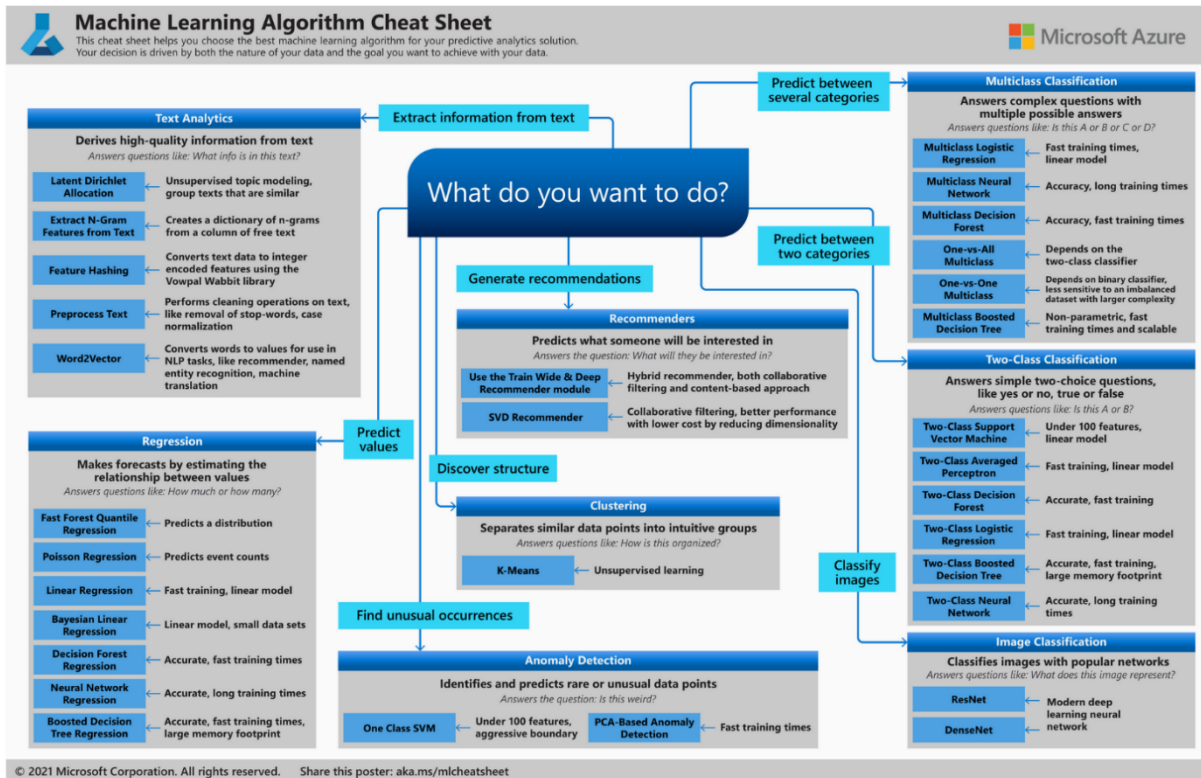 Machine Learning Algorithm Cheat Sheet
This cheat sheet helps you choose the best machine learning algorithm for your predictive analytics solution.
Your decision is driven by both the nature of your data and the goal you want to achieve with your data.
Microsoft Azure
What do you want to do?
Extract information from text
Text Analytics
Derives high-quality information from text
Answers questions like: What info is in this text?
Latent Dirichlet
Allocation
Unsupervised topic modeling,
group texts that are similar
Extract N-Gram
Features from Text
Creates a dictionary of n-grams
from a column of free text
Feature Hashing
Converts text data to integer
encoded features using the
Vowpal Wabbit library
Preprocess Text
Performs cleaning operations on text,
like removal of stop-words, case
normalization
Word2Vector
Converts words to values for use in
NLP tasks, like recommender, named
entity recognition, machine
translation
Predict
values
Regression
Makes forecasts by estimating the
relationship between values
Answers questions like: How much or how many?
Fast Forest Quantile
Regression
Predicts a distribution
Poisson Regression
Predicts event counts
Linear Regression
Fast training, linear model
Bayesian Linear
Regression
Linear model, small data sets
Decision Forest
Regression
Accurate, fast training times
Neural Network
Regression
Accurate, long training times
Boosted Decision
Tree Regression
Accurate, fast training times,
large memory footprint
Generate recommendations
Recommenders
Predicts what someone will be interested in
Answers the question: What will they be interested in?
Use the Train Wide & Deep
Recommender module
Hybrid recommender, both collaborative
filtering and content-based approach
SVD Recommender
Collaborative filtering, better performance
with lower cost by reducing dimensionality
Discover structure
Clustering
Separates similar data points into intuitive groups
Answers questions like: How is this organized?
K-Means
Unsupervised learning
Find unusual occurrences
Anomaly Detection
Identifies and predicts rare or unusual data points
Answers the question: Is this weird?
One Class SVM
Under 100 features,
aggressive boundary
PCA-Based Anomaly
Detection
Fast training times
Predict between
several categories
Multiclass Classification
Answers complex questions with
multiple possible answers
Answers questions like: Is this A or B or C or D?
Multiclass Logistic
Regression
Fast training times,
linear model
Multiclass Neural
Network
Accuracy, long training times
Multiclass Decision
Forest
Accuracy, fast training times
One-vs-All
Multiclass
Depends on the
two-class classifier
One-vs-One
Multiclass
Depends on binary classifier,
less sensitive to an imbalanced
dataset with larger complexity
Multiclass Boosted
Decision Tree
Non-parametric, fast
training times and scalable
Predict between
two categories
Two-Class Classification
Answers simple two-choice questions,
like yes or no, true or false
Answers questions like: Is this A or B?
Two-Class Support
Vector Machine
Under 100 features,
linear model
Two-Class Averaged
Perceptron
Fast training, linear model
Two-Class Decision
Forest
Accurate, fast training
Two-Class Logistic
Regression
Fast training, linear model
Two-Class Boosted
Decision Tree
Accurate, fast training,
large memory footprint
Two-Class Neural
Network
Accurate, long training
times
Classify
images
Image Classification
Classifies images with popular networks
Answers questions like: What does this image represent?
ResNet
DenseNet
Modern deep
learning neural
network
© 2021 Microsoft Corporation. All rights reserved. Share this poster: aka.ms/mlcheatsheet